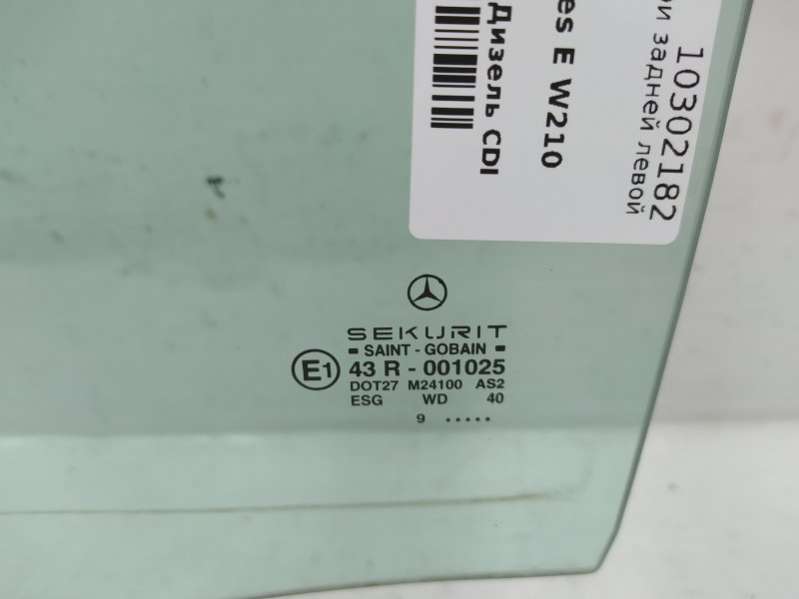 10302182
задней левой
E W210
Дизель CDI
SEKURIT
SAINT - GOBAIN
E1
43 R - 001025
DOT27 M24100 AS2
ESG WD 40
9 .....